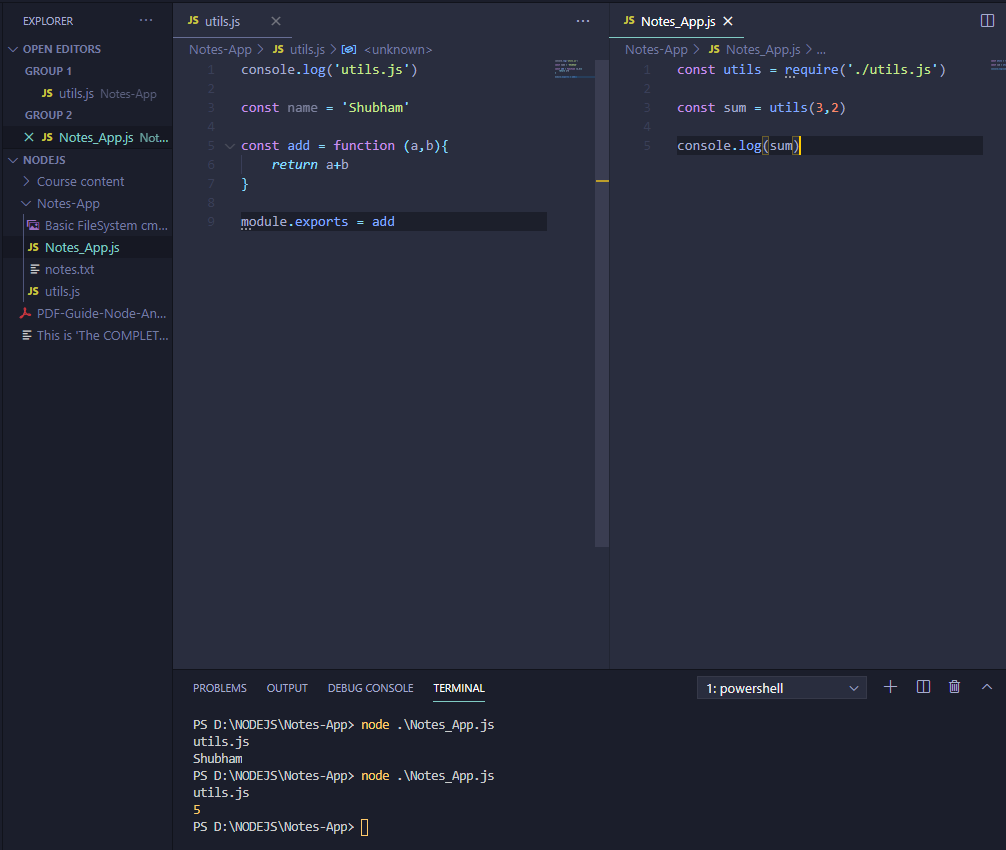 EXPLORER ...
OPEN EDITORS
GROUP 1
JS utils.js Notes-App
GROUP 2
JS Notes_App.js Not...
NODEJS
Course content
Notes-App
Basic FileSystem cm...
JS Notes_App.js
notes.txt
JS utils.js
PDF-Guide-Node-An...
This is 'The COMPLET...
JS utils.js ...
Notes-App > JS utils.js > <unknown>
1 console.log('utils.js')
2
3 const name = 'Shubham'
4
5 const add = function (a,b){
6 return a+b
7 }
8
9 module.exports = add
JS Notes_App.js
Notes-App > JS Notes_App.js > ...
1 const utils = require('./utils.js')
2
3 const sum = utils(3,2)
4
5 console.log(sum)
PROBLEMS OUTPUT DEBUG CONSOLE TERMINAL 1: powershell
PS D:\NODEJS\Notes-App> node .\Notes_App.js
utils.js
Shubham
PS D:\NODEJS\Notes-App> node .\Notes_App.js
utils.js
5
PS D:\NODEJS\Notes-App>